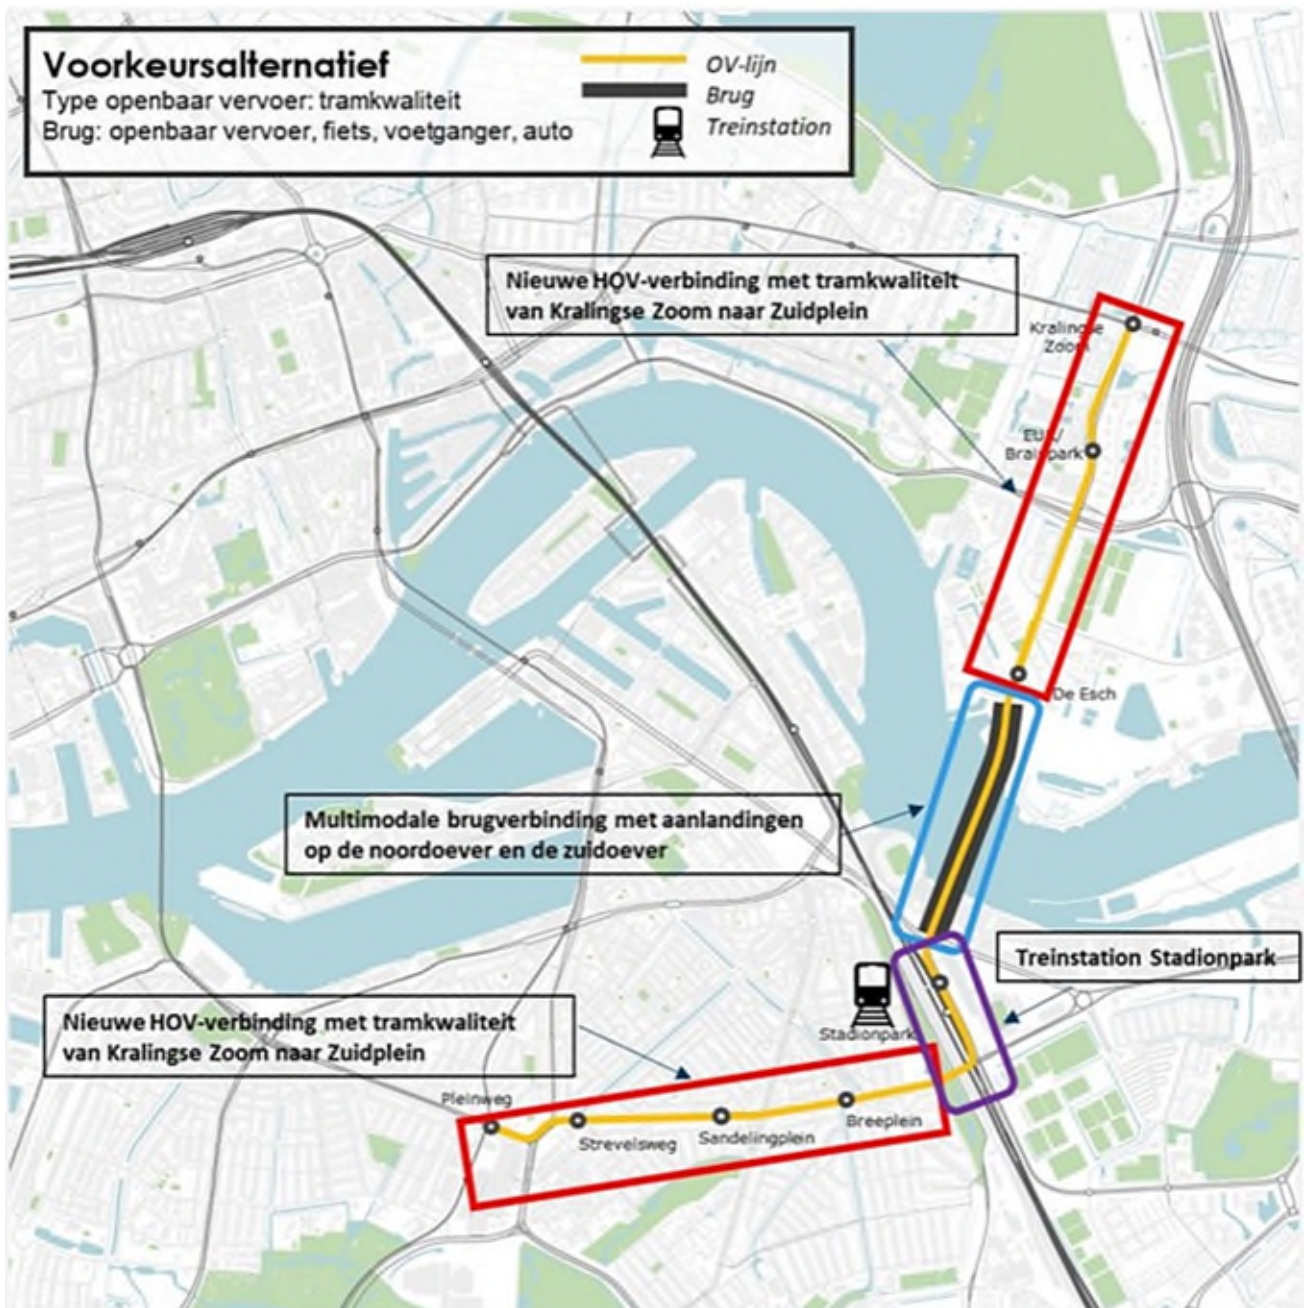 Voorkeursalternatief
Type openbaar vervoer: tramkwaliteit
Brug: openbaar vervoer, fiets, voetganger, auto
OV-lijn
Brug
Treinstation
Nieuwe HOV-verbinding met tramkwaliteit
van Kralingse Zoom naar Zuidplein
Kralingse
Zoom
EUR/
Brainpark
De Esch
Multimodale brugverbinding met aanlandingen
op de noordoever en de zuidoever
Treinstation Stadionpark
Nieuwe HOV-verbinding met tramkwaliteit
van Kralingse Zoom naar Zuidplein
Stadionpark
Pleinweg
Strevelsweg
Sandelingplein
Breeplein